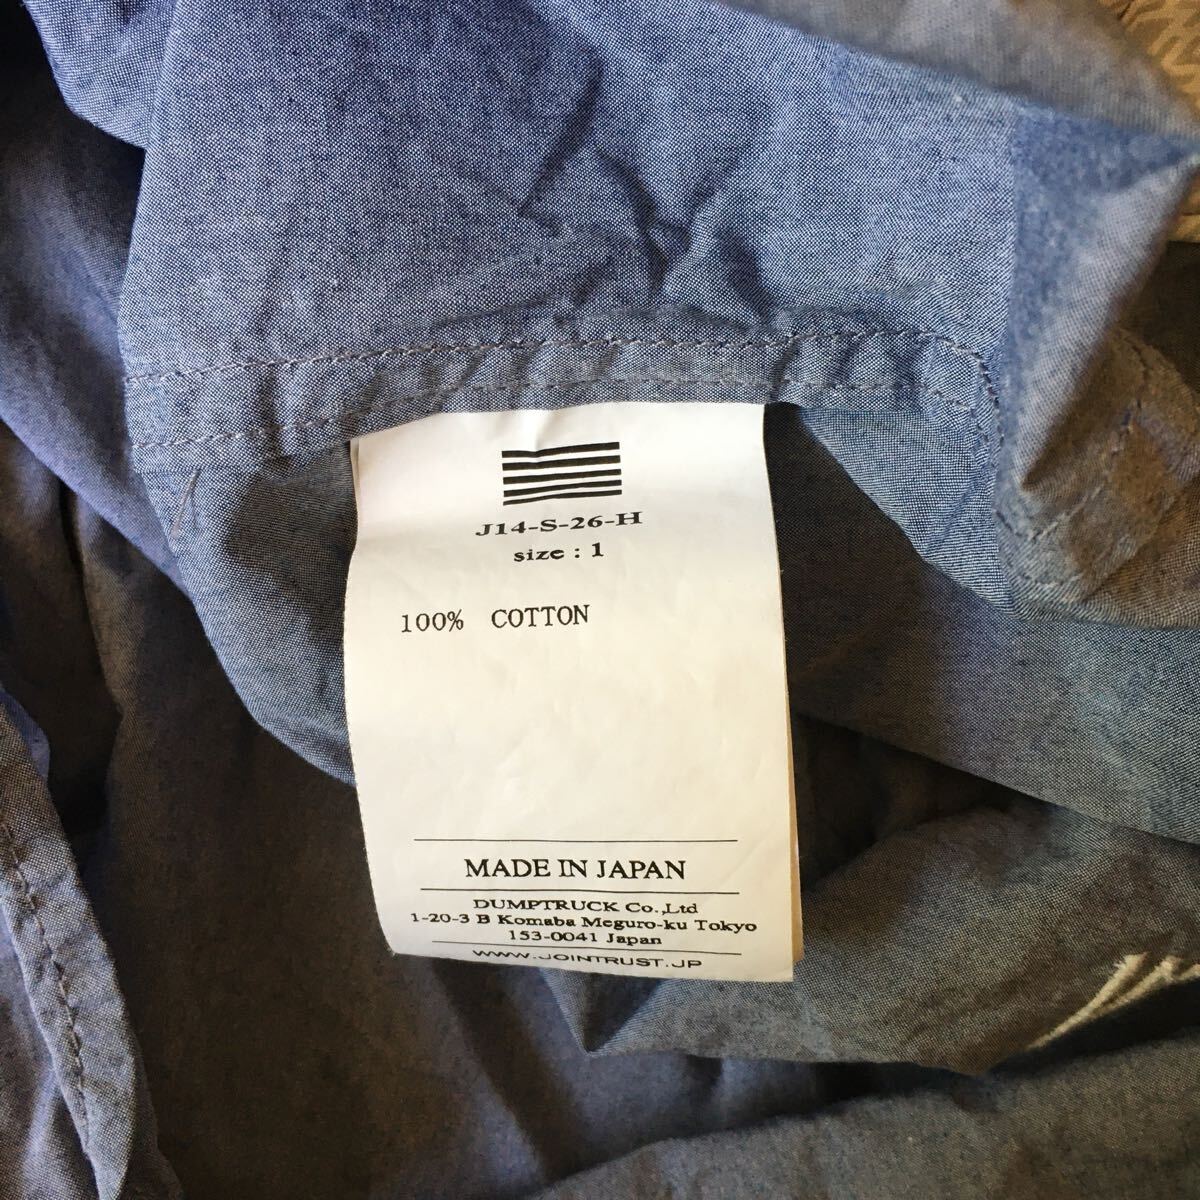 J14-S-26-H
size : 1
100% COTTON
MADE IN JAPAN
DUMPTRUCK Co.,Ltd
1-20-3 B Komaba Meguro-ku Tokyo
153-0041 Japan
WWW.JOINTRUST.JP